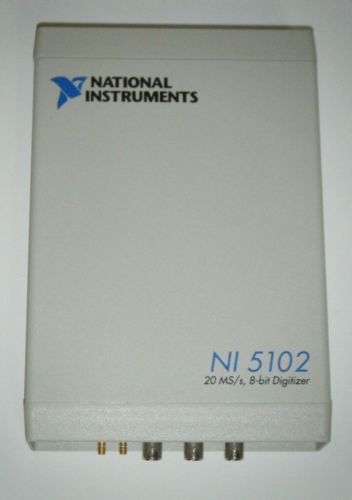 NATIONAL
INSTRUMENTS
NI 5102
20 MS/s, 8-bit Digitizer